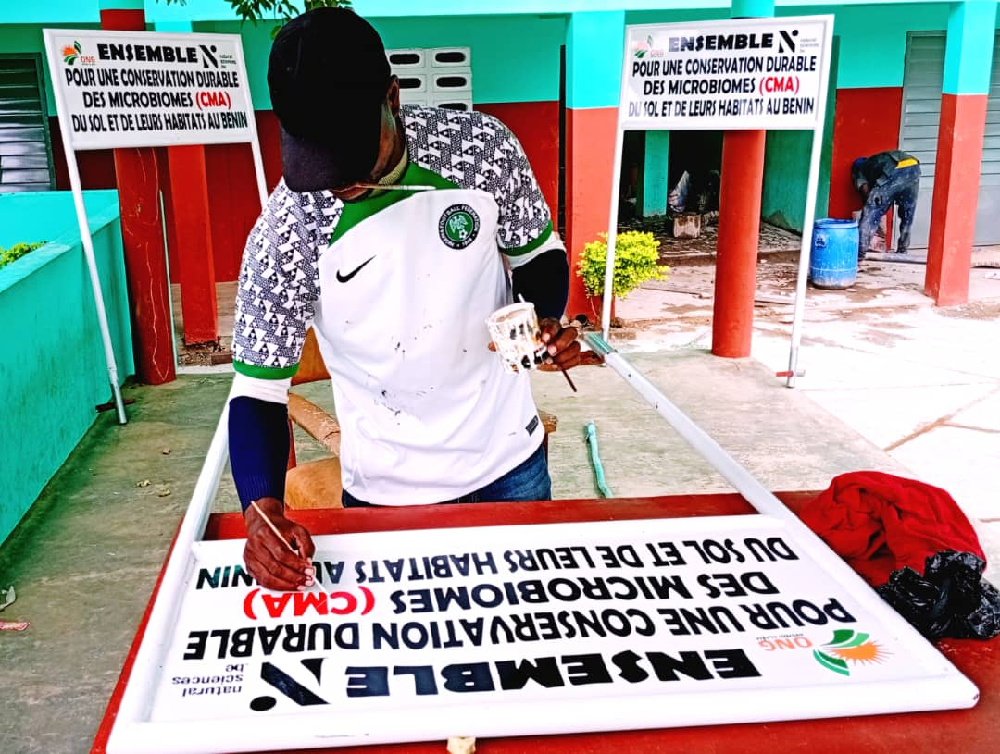 ONG
ENSEMBLE
natural
sciences
.be
POUR UNE CONSERVATION DURABLE
DES MICROBIOMES (CMA)
DU SOL ET DE LEURS HABITATS AU BENIN
ONG
ENSEMBLE
natural
sciences
.be
POUR UNE CONSERVATION DURABLE
DES MICROBIOMES (CMA)
DU SOL ET DE LEURS HABITATS AU BENIN
ONG
ENSEMBLE
natural
sciences
.be
POUR UNE CONSERVATION DURABLE
DES MICROBIOMES (CMA)
DU SOL ET DE LEURS HABITATS AU BENIN